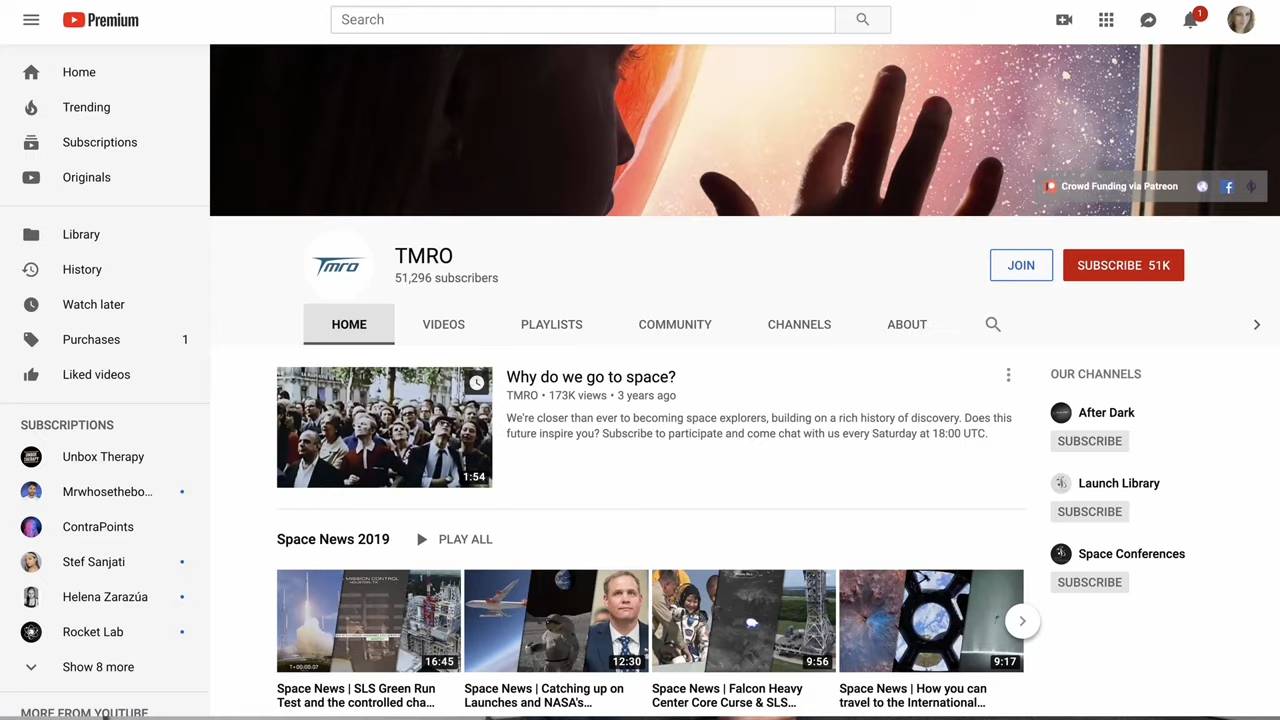 Premium
Search
1
Home
Trending
Subscriptions
Originals
Library
History
Watch later
Purchases 1
Liked videos
SUBSCRIPTIONS
Unbox Therapy
Mrwhosethebo...
ContraPoints
Stef Sanjati
Helena Zarazúa
Rocket Lab
Show 8 more
MORE FROM YOUTUBE
Crowd Funding via Patreon
TMRO
TMRO
51,296 subscribers
JOIN
SUBSCRIBE 51K
HOME VIDEOS PLAYLISTS COMMUNITY CHANNELS ABOUT
Why do we go to space?
TMRO • 173K views • 3 years ago
We're closer than ever to becoming space explorers, building on a rich history of discovery. Does this
future inspire you? Subscribe to participate and come chat with us every Saturday at 18:00 UTC.
1:54
OUR CHANNELS
After Dark
SUBSCRIBE
Launch Library
SUBSCRIBE
Space Conferences
SUBSCRIBE
Space News 2019 PLAY ALL
MISSION CONTROL
16:45
12:30
9:56
9:17
Space News | SLS Green Run
Test and the controlled cha...
Space News | Catching up on
Launches and NASA's...
Space News | Falcon Heavy
Center Core Curse & SLS...
Space News | How you can
travel to the International...